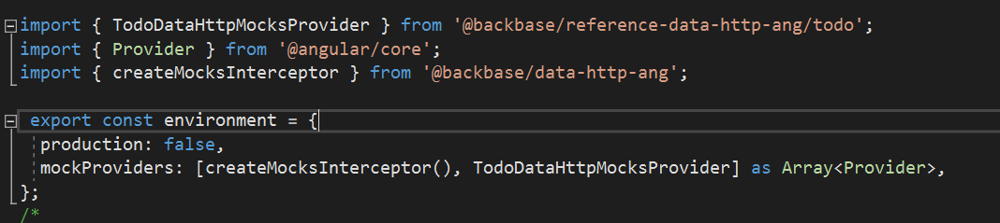 import { TodoDataHttpMocksProvider } from '@backbase/reference-data-http-ang/todo';
import { Provider } from '@angular/core';
import { createMocksInterceptor } from '@backbase/data-http-ang';
export const environment = {
production: false,
mockProviders: [createMocksInterceptor(), TodoDataHttpMocksProvider] as Array<Provider>,
};
/*